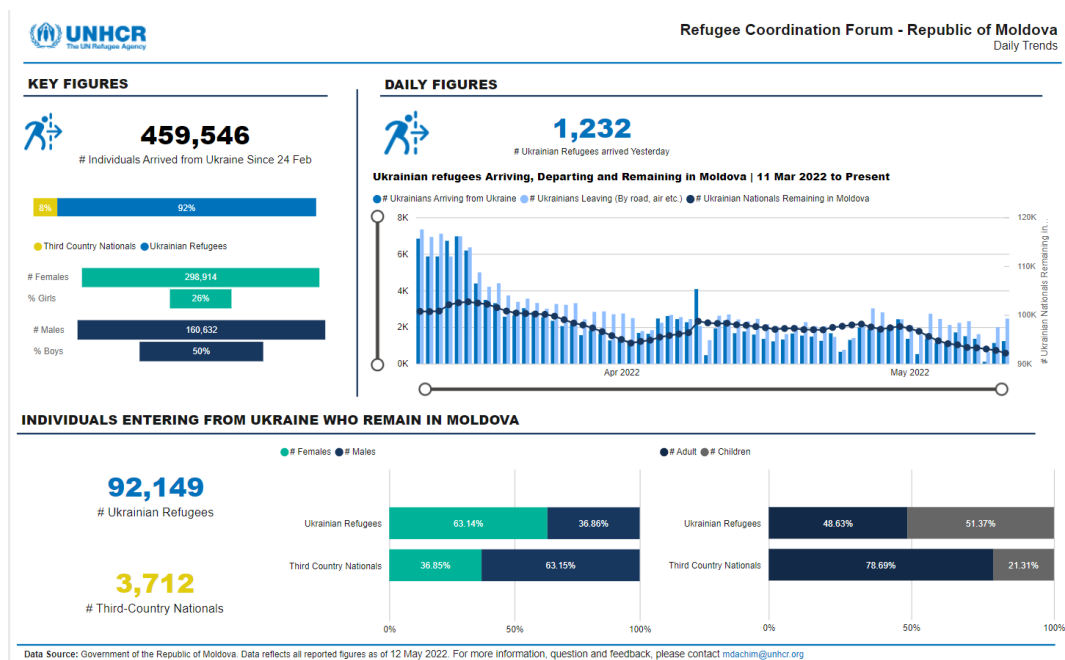 UNHCR
The UN Refugee Agency
Refugee Coordination Forum - Republic of Moldova
Daily Trends
KEY FIGURES
459,546
# Individuals Arrived from Ukraine Since 24 Feb
8%
92%
Third Country Nationals
Ukrainian Refugees
# Females
298,914
% Girls
26%
# Males
160,632
% Boys
50%
DAILY FIGURES
1,232
# Ukrainian Refugees arrived Yesterday
Ukrainian refugees Arriving, Departing and Remaining in Moldova | 11 Mar 2022 to Present
# Ukrainians Arriving from Ukraine
# Ukrainians Leaving (By road, air etc.)
# Ukrainian Nationals Remaining in Moldova
8K
6K
4K
2K
0K
120K
110K
100K
90K
# Ukrainian Nationals Remaining in...
Apr 2022
May 2022
INDIVIDUALS ENTERING FROM UKRAINE WHO REMAIN IN MOLDOVA
92,149
# Ukrainian Refugees
3,712
# Third-Country Nationals
# Females
# Males
Ukrainian Refugees
63.14%
36.86%
Third Country Nationals
36.85%
63.15%
0%
50%
100%
# Adult
# Children
Ukrainian Refugees
48.63%
51.37%
Third Country Nationals
78.69%
21.31%
0%
50%
100%
Data Source: Government of the Republic of Moldova. Data reflects all reported figures as of 12 May 2022. For more information, question and feedback, please contact mdachim@unhcr.org